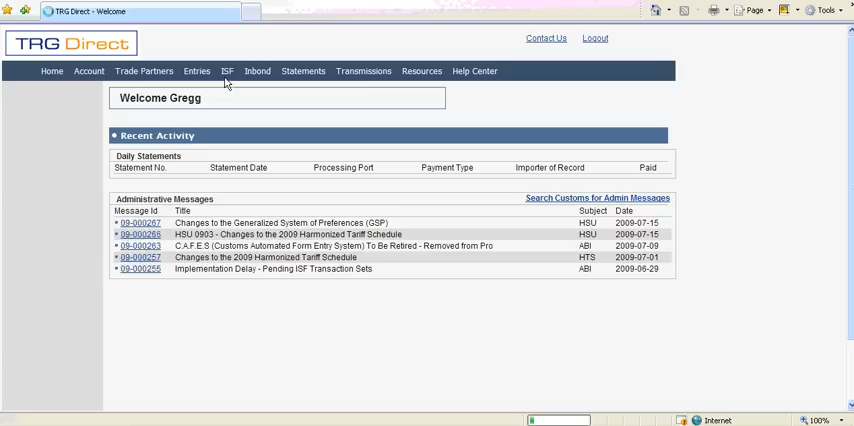 TRG Direct - Welcome
Page
Tools
TRG Direct
Contact Us Logout
Home Account Trade Partners Entries ISF Inbond Statements Transmissions Resources Help Center
Welcome Gregg
Recent Activity
Daily Statements
Statement No. Statement Date Processing Port Payment Type Importer of Record Paid
Administrative Messages Search Customs for Admin Messages
Message Id Title Subject Date
09-000267 Changes to the Generalized System of Preferences (GSP) HSU 2009-07-15
09-000266 HSU 0903 - Changes to the 2009 Harmonized Tariff Schedule HSU 2009-07-15
09-000263 C.A.F.E.S (Customs Automated Form Entry System) To Be Retired - Removed from Pro ABI 2009-07-09
09-000257 Changes to the 2009 Harmonized Tariff Schedule HTS 2009-07-01
09-000255 Implementation Delay - Pending ISF Transaction Sets ABI 2009-06-29
Internet 100%